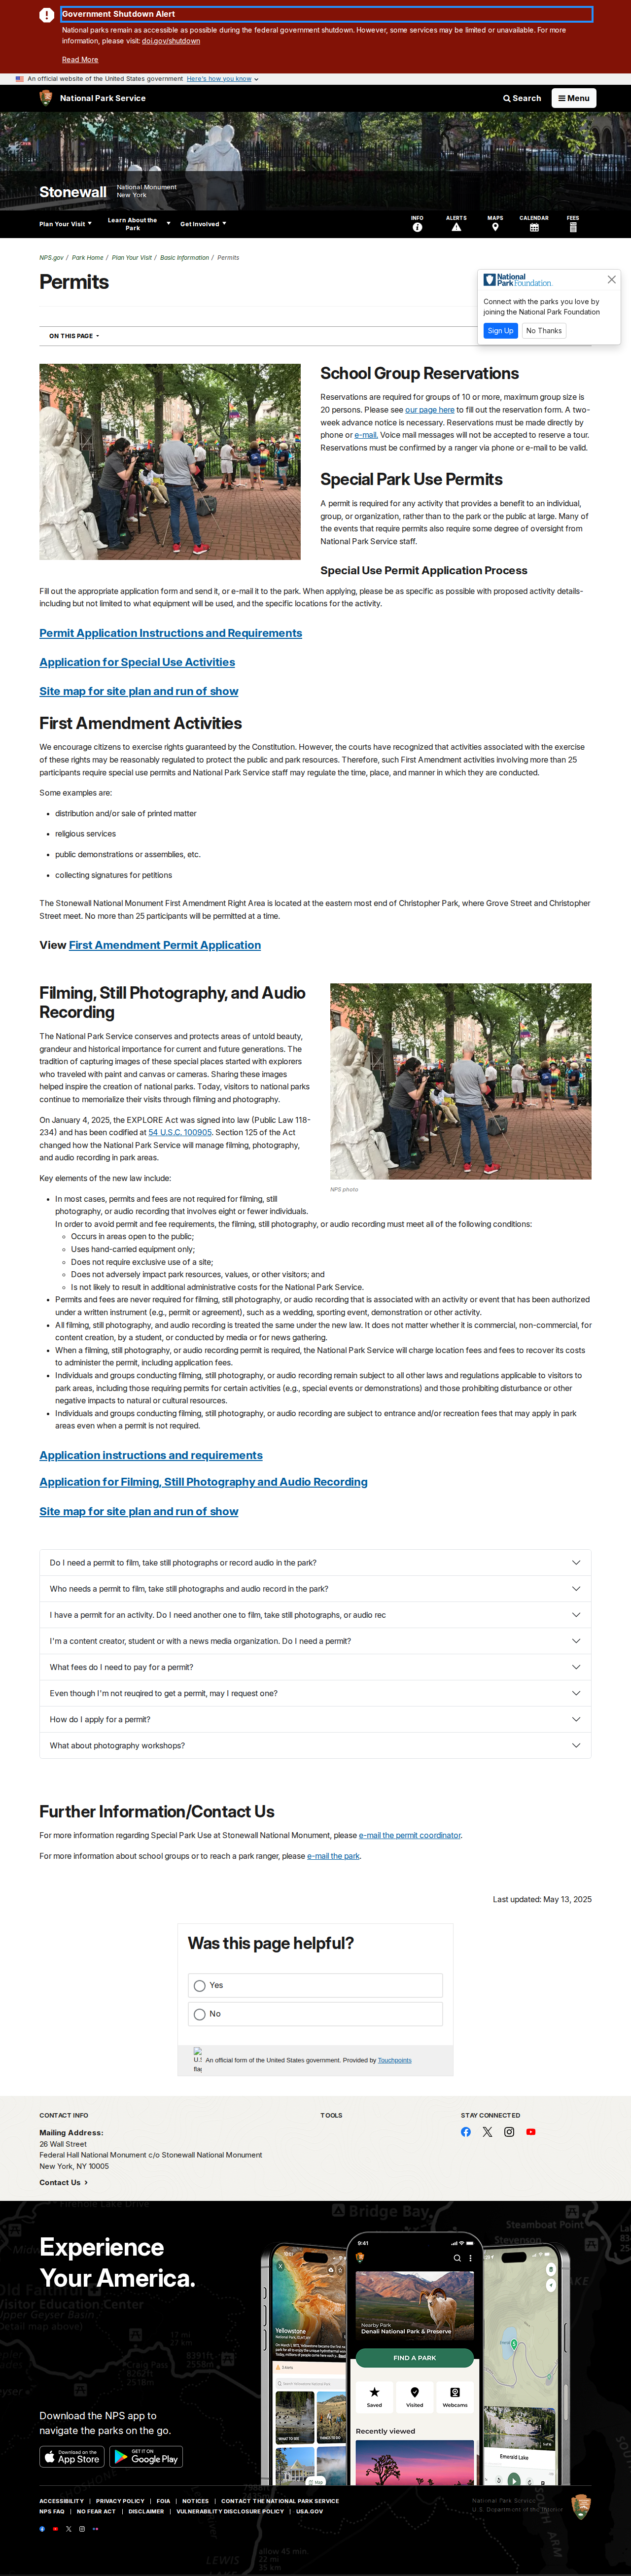 Government Shutdown Alert
National parks remain as accessible as possible during the federal government shutdown. However, some services may be limited or unavailable. For more
information, please visit: doi.gov/shutdown
Read More
An official website of the United States government Here's how you know
National Park Service
Search
Menu
Stonewall
National Monument
New York
Plan Your Visit
Learn About the
Park
Get Involved
INFO
ALERTS
MAPS
CALENDAR
FEES
NPS.gov / Park Home / Plan Your Visit / Basic Information / Permits
Permits
National
Park Foundation
Connect with the parks you love by
joining the National Park Foundation
Sign Up
No Thanks
ON THIS PAGE
School Group Reservations
Reservations are required for groups of 10 or more, maximum group size is
20 persons. Please see our page here to fill out the reservation form. A two-
week advance notice is necessary. Reservations must be made directly by
phone or e-mail. Voice mail messages will not be accepted to reserve a tour.
Reservations must be confirmed by a ranger via phone or e-mail to be valid.
Special Park Use Permits
A permit is required for any activity that provides a benefit to an individual,
group, or organization, rather than to the park or the public at large. Many of
the events that require permits also require some degree of oversight from
National Park Service staff.
Special Use Permit Application Process
Fill out the appropriate application form and send it, or e-mail it to the park. When applying, please be as specific as possible with proposed activity details-
including but not limited to what equipment will be used, and the specific locations for the activity.
Permit Application Instructions and Requirements
Application for Special Use Activities
Site map for site plan and run of show
First Amendment Activities
We encourage citizens to exercise rights guaranteed by the Constitution. However, the courts have recognized that activities associated with the exercise
of these rights may be reasonably regulated to protect the public and park resources. Therefore, such First Amendment activities involving more than 25
participants require special use permits and National Park Service staff may regulate the time, place, and manner in which they are conducted.
Some examples are:
distribution and/or sale of printed matter
religious services
public demonstrations or assemblies, etc.
collecting signatures for petitions
The Stonewall National Monument First Amendment Right Area is located at the eastern most end of Christopher Park, where Grove Street and Christopher
Street meet. No more than 25 participants will be permitted at a time.
View First Amendment Permit Application
Filming, Still Photography, and Audio
Recording
The National Park Service conserves and protects areas of untold beauty,
grandeur and historical importance for current and future generations. The
tradition of capturing images of these special places started with explorers
who traveled with paint and canvas or cameras. Sharing these images
helped inspire the creation of national parks. Today, visitors to national parks
continue to memorialize their visits through filming and photography.
On January 4, 2025, the EXPLORE Act was signed into law (Public Law 118-
234) and has been codified at 54 U.S.C. 100905. Section 125 of the Act
changed how the National Park Service will manage filming, photography,
and audio recording in park areas.
NPS photo
Key elements of the new law include:
In most cases, permits and fees are not required for filming, still
photography, or audio recording that involves eight or fewer individuals.
In order to avoid permit and fee requirements, the filming, still photography, or audio recording must meet all of the following conditions:
Occurs in areas open to the public;
Uses hand-carried equipment only;
Does not require exclusive use of a site;
Does not adversely impact park resources, values, or other visitors; and
Is not likely to result in additional administrative costs for the National Park Service.
Permits and fees are never required for filming, still photography, or audio recording that is associated with an activity or event that has been authorized
under a written instrument (e.g., permit or agreement), such as a wedding, sporting event, demonstration or other activity.
All filming, still photography, and audio recording is treated the same under the new law. It does not matter whether it is commercial, non-commercial, for
content creation, by a student, or conducted by media or for news gathering.
When a filming, still photography, or audio recording permit is required, the National Park Service will charge location fees and fees to recover its costs
to administer the permit, including application fees.
Individuals and groups conducting filming, still photography, or audio recording remain subject to all other laws and regulations applicable to visitors to
park areas, including those requiring permits for certain activities (e.g., special events or demonstrations) and those prohibiting disturbance or other
negative impacts to natural or cultural resources.
Individuals and groups conducting filming, still photography, or audio recording are subject to entrance and/or recreation fees that may apply in park
areas even when a permit is not required.
Application instructions and requirements
Application for Filming, Still Photography and Audio Recording
Site map for site plan and run of show
Do I need a permit to film, take still photographs or record audio in the park?
Who needs a permit to film, take still photographs and audio record in the park?
I have a permit for an activity. Do I need another one to film, take still photographs, or audio rec
I'm a content creator, student or with a news media organization. Do I need a permit?
What fees do I need to pay for a permit?
Even though I'm not reuqired to get a permit, may I request one?
How do I apply for a permit?
What about photography workshops?
Further Information/Contact Us
For more information regarding Special Park Use at Stonewall National Monument, please e-mail the permit coordinator.
For more information about school groups or to reach a park ranger, please e-mail the park.
Last updated: May 13, 2025
Was this page helpful?
Yes
No
An official form of the United States government. Provided by Touchpoints
CONTACT INFO
Mailing Address:
26 Wall Street
Federal Hall National Monument c/o Stonewall National Monument
New York, NY 10005
Contact Us
TOOLS
STAY CONNECTED
Experience
Your America.
Download the NPS app to
navigate the parks on the go.
Download on the
App Store
GET IT ON
Google Play
9:41
Nearby Park
Denali National Park & Preserve
FIND A PARK
Saved
Visited
Webcams
Recently viewed
Yellowstone
Emerald Lake
Map
ACCESSIBILITY | PRIVACY POLICY | FOIA | NOTICES | CONTACT THE NATIONAL PARK SERVICE
NPS FAQ | NO FEAR ACT | DISCLAIMER | VULNERABILITY DISCLOSURE POLICY | USA.GOV
National Park Service
U.S. Department of the Interior